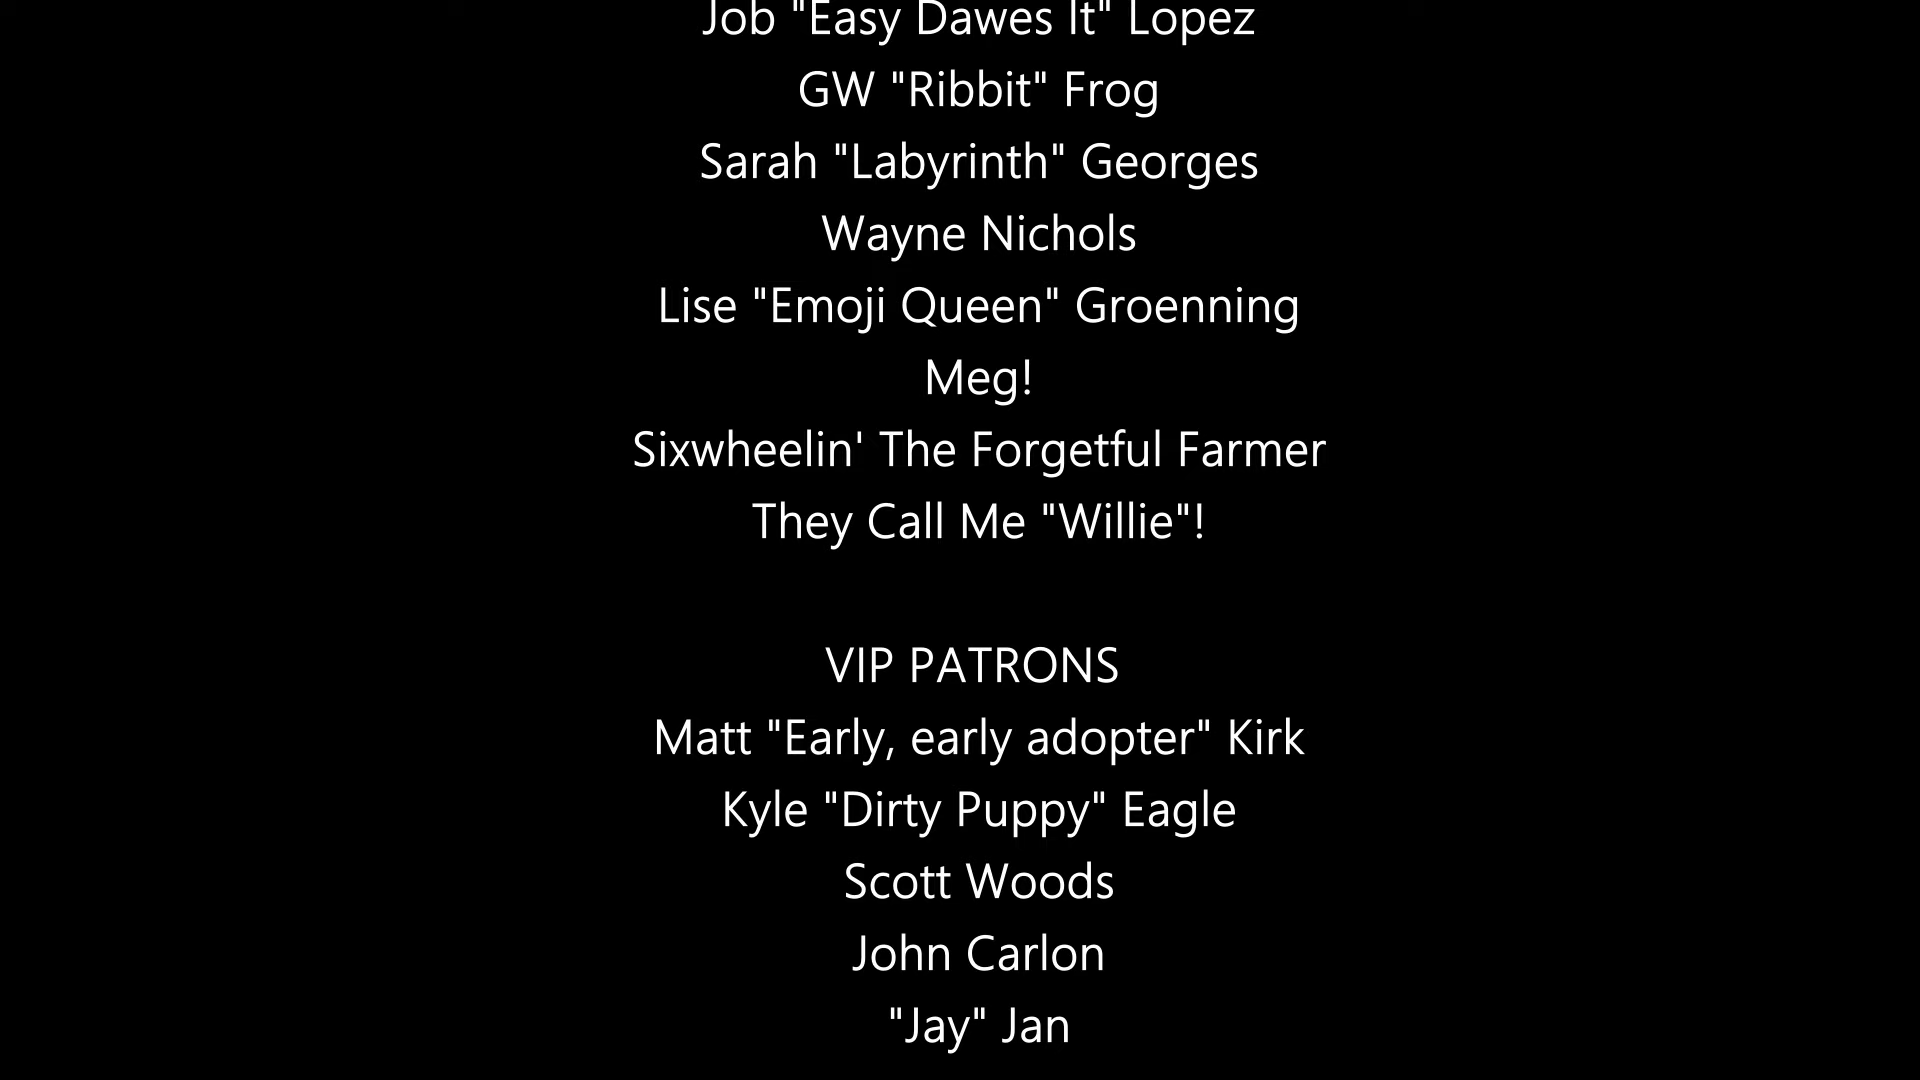 Job "Easy Dawes It" Lopez
GW "Ribbit" Frog
Sarah "Labyrinth" Georges
Wayne Nichols
Lise "Emoji Queen" Groenning
Meg!
Sixwheelin' The Forgetful Farmer
They Call Me "Willie"!
VIP PATRONS
Matt "Early, early adopter" Kirk
Kyle "Dirty Puppy" Eagle
Scott Woods
John Carlon
"Jay" Jan